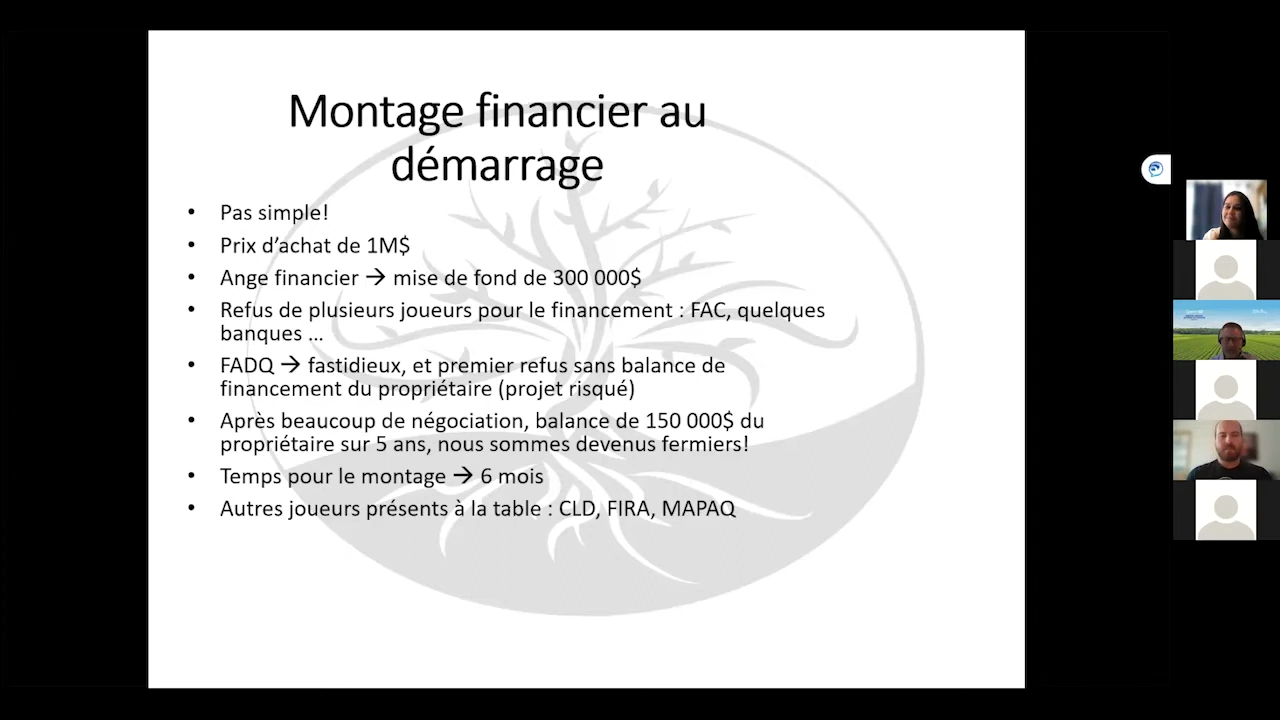 Montage financier au
démarrage
• Pas simple!
• Prix d’achat de 1M$
• Ange financier → mise de fond de 300 000$
• Refus de plusieurs joueurs pour le financement : FAC, quelques
banques ...
• FADQ → fastidieux, et premier refus sans balance de
financement du propriétaire (projet risqué)
• Après beaucoup de négociation, balance de 150 000$ du
propriétaire sur 5 ans, nous sommes devenus fermiers!
• Temps pour le montage → 6 mois
• Autres joueurs présents à la table : CLD, FIRA, MAPAQ